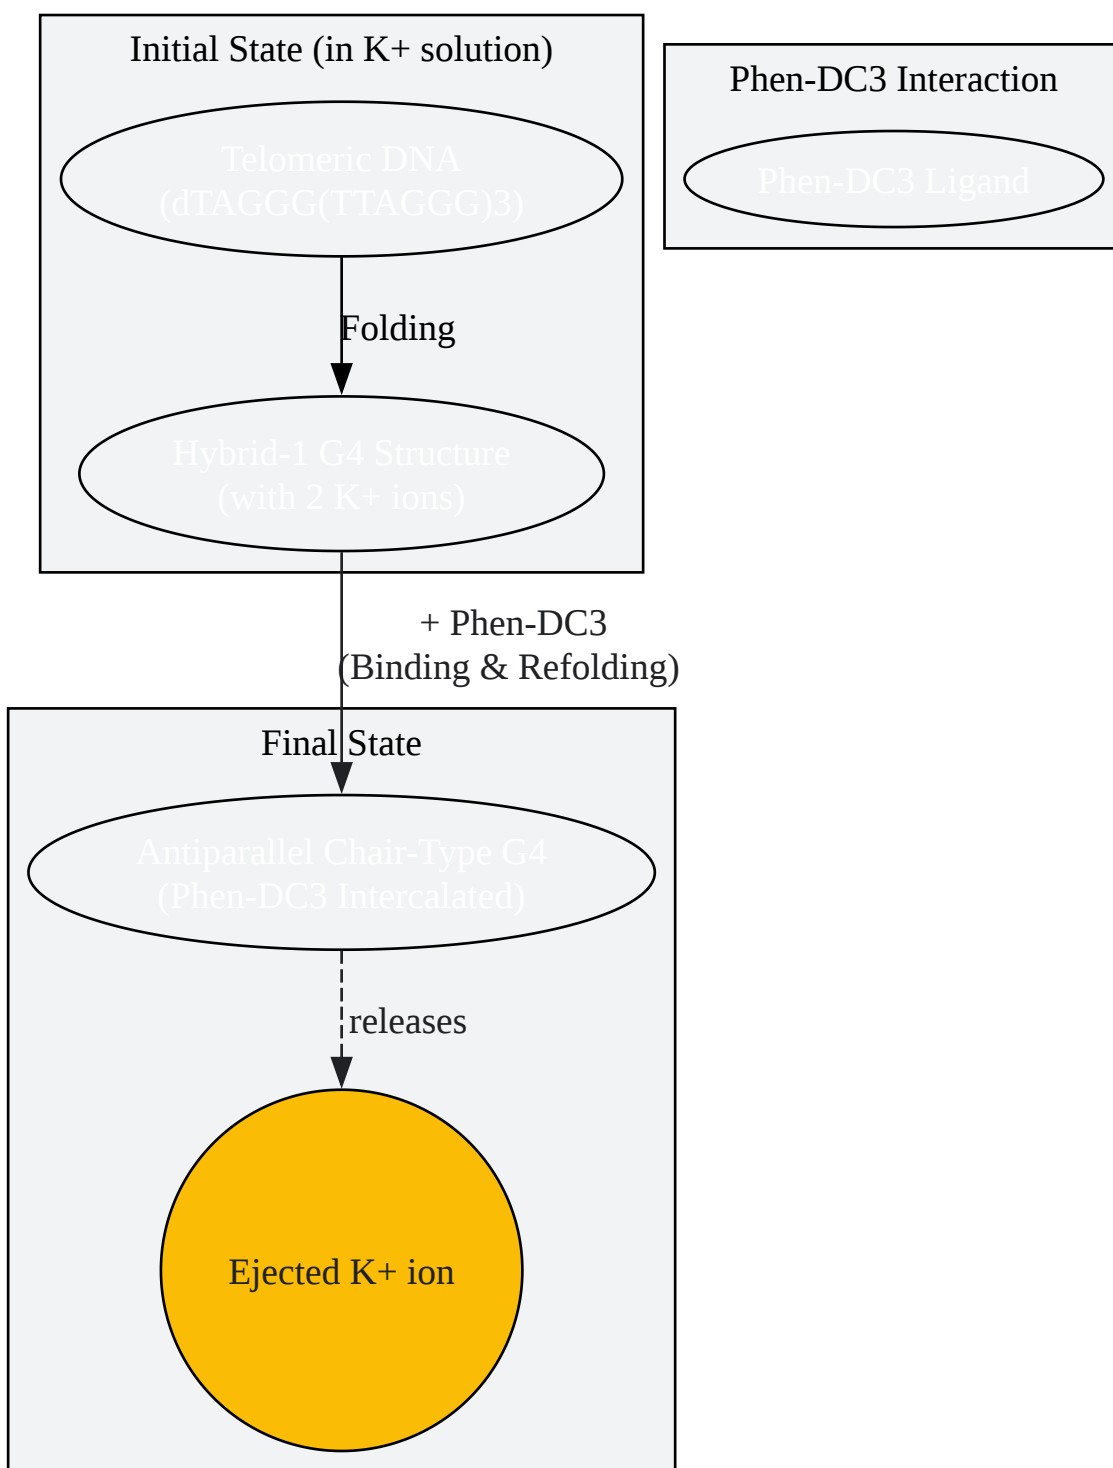 Initial State (in K+ solution)
Telomeric DNA
(dTAGGG(TTAGGG)3)
Folding
Hybrid-1 G4 Structure
(with 2 K+ ions)
Phen-DC3 Interaction
Phen-DC3 Ligand
+ Phen-DC3
(Binding & Refolding)
Final State
Antiparallel Chair-Type G4
(Phen-DC3 Intercalated)
releases
Ejected K+ ion